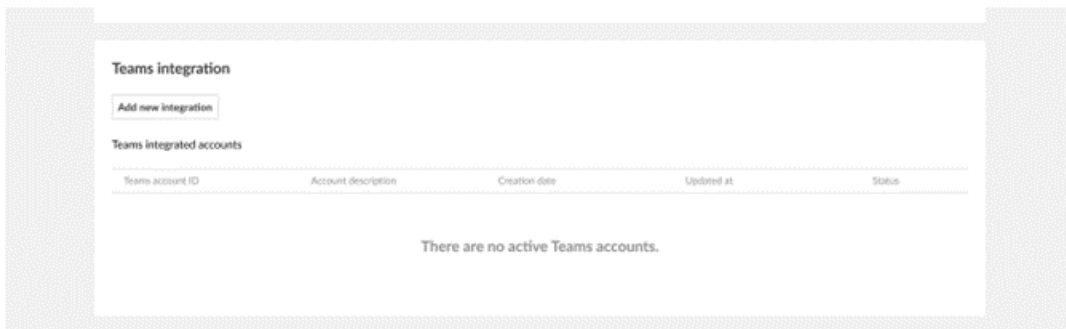 Teams integration
Add new integration
Teams integrated accounts
Teams account ID Account description Creation date Updated at Status
There are no active Teams accounts.